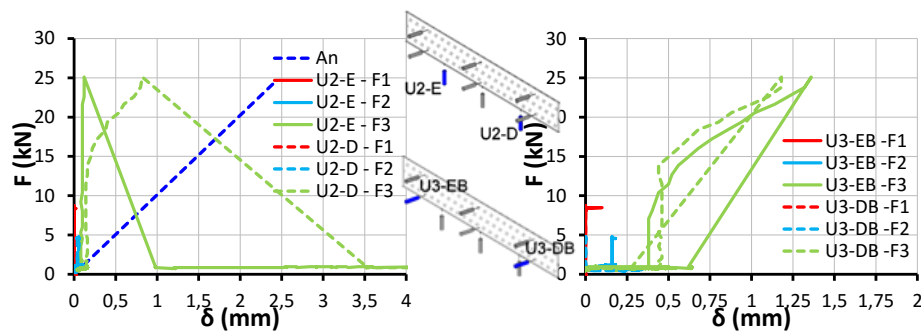 30
25
20
15
10
5
0
F (kN)
0
0,5
1
1,5
2
2,5
3
3,5
4
δ (mm)
An
U2-E - F1
U2-E - F2
U2-E - F3
U2-D - F1
U2-D - F2
U2-D - F3
U2-E
U2-D
U3-EB
U3-DB
30
25
20
15
10
5
0
F (kN)
0
0,25
0,5
0,75
1
1,25
1,5
1,75
2
δ (mm)
U3-EB -F1
U3-EB -F2
U3-EB -F3
U3-DB -F1
U3-DB -F2
U3-DB -F3